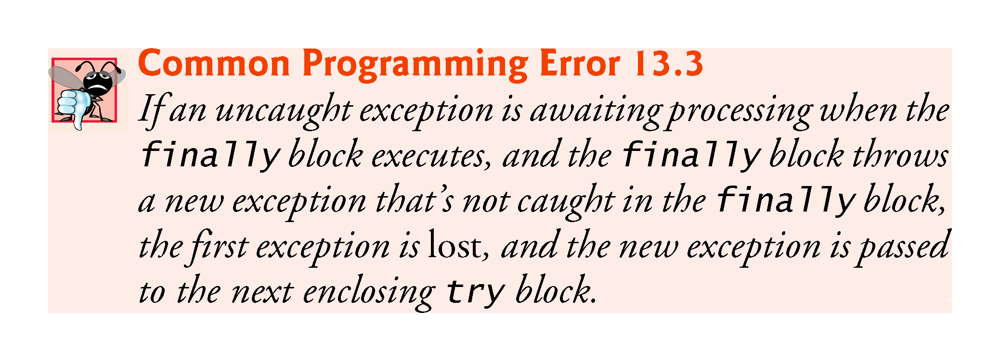 Common Programming Error 13.3
If an uncaught exception is awaiting processing when the
finally block executes, and the finally block throws
a new exception that's not caught in the finally block,
the first exception is lost, and the new exception is passed
to the next enclosing try block.
13